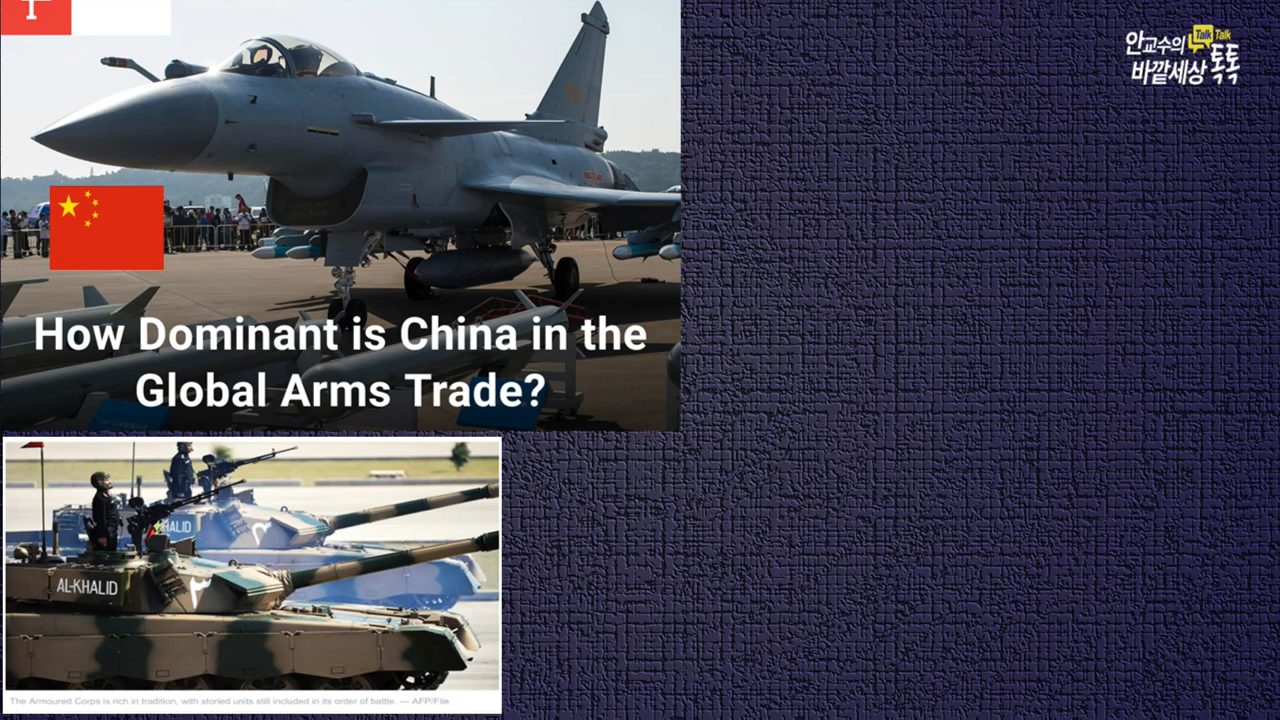 안교수의 Talk Talk
바깥세상 톡톡
How Dominant is China in the
Global Arms Trade?
AL-KHALID
The Armoured Corps is rich in tradition, with storied units still included in its order of battle. — AFP/File